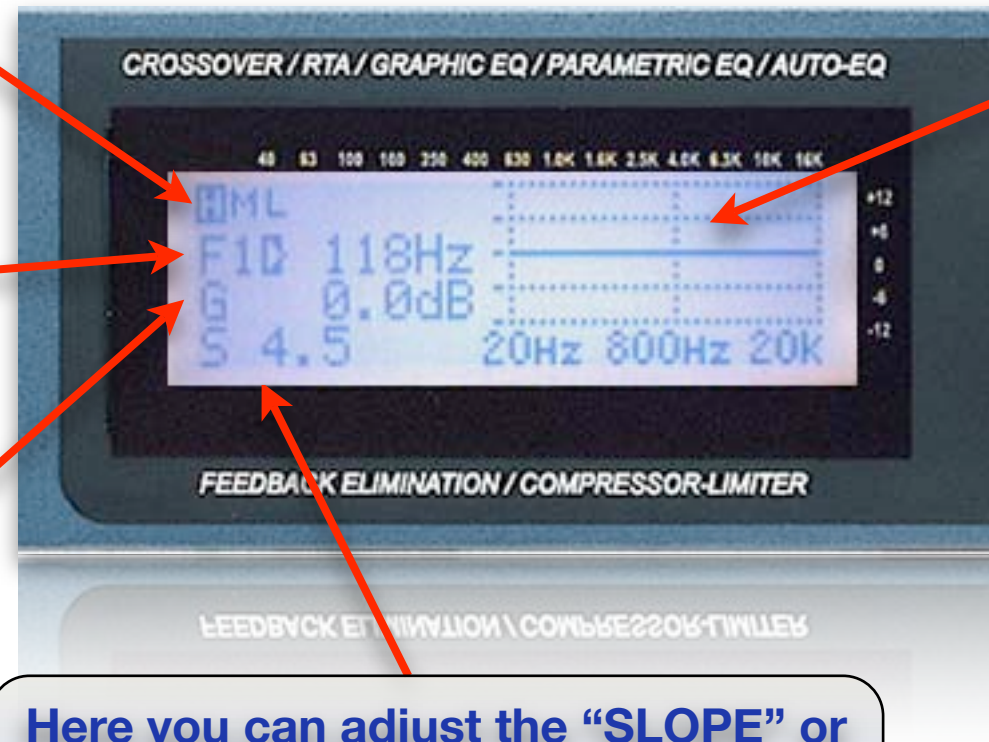 CROSSOVER / RTA / GRAPHIC EQ / PARAMETRIC EQ / AUTO-EQ
40 63 100 160 250 400 630 1.0K 1.6K 2.5K 4.0K 6.3K 10K 16K
HML
F1 118Hz
G 0.0dB
S 4.5
20Hz 800Hz 20K
+12
+6
0
-6
-12
FEEDBACK ELIMINATION / COMPRESSOR-LIMITER
FEEDBACK ELIMINATION / COMPRESSOR-LIMITER
Here you can adjust the “SLOPE” or